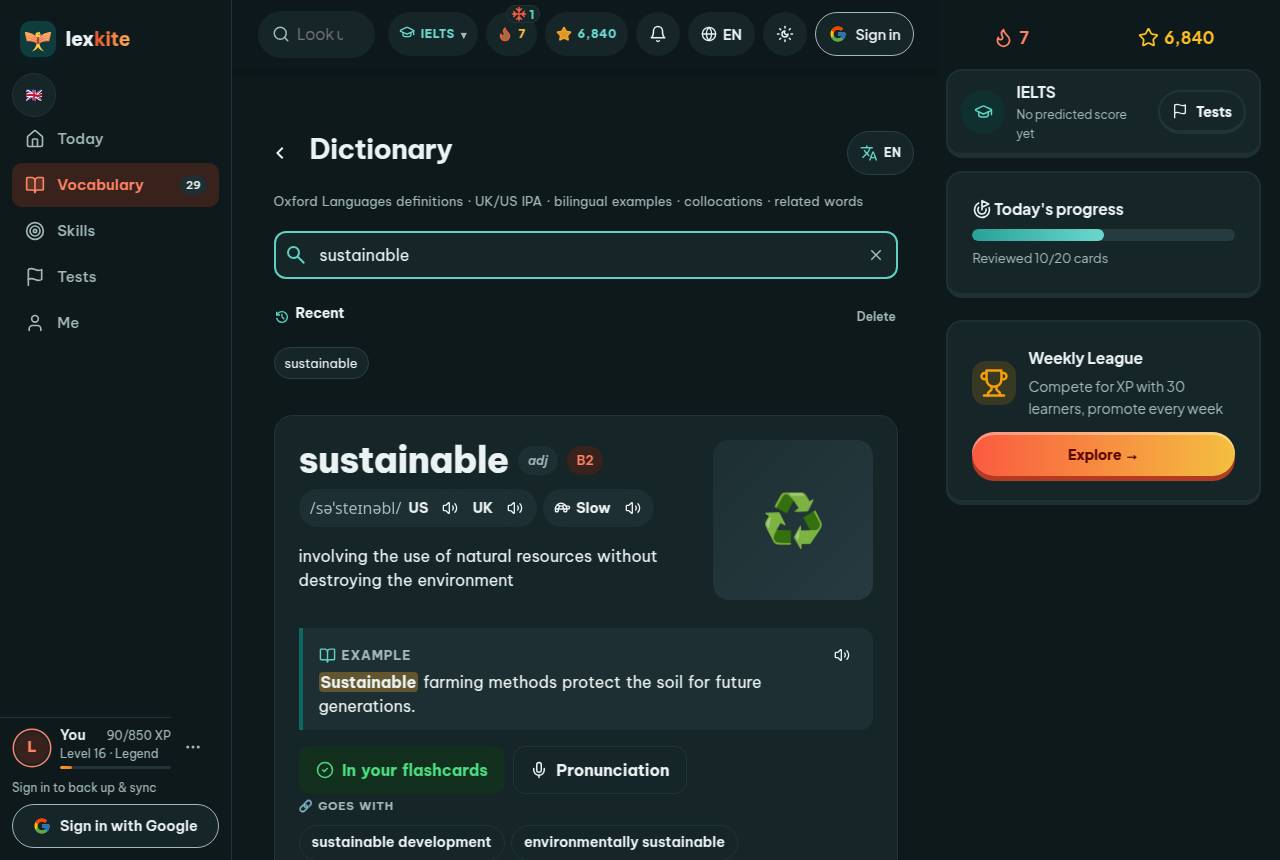 lexkite
Today
Vocabulary 29
Skills
Tests
Me
You 90/850 XP
L
Level 16 · Legend
Sign in to back up & sync
Sign in with Google
IELTS ▾
1
7
6,840
EN
Sign in
Dictionary
EN
Oxford Languages definitions · UK/US IPA · bilingual examples · collocations · related words
sustainable
Recent
Delete
sustainable
sustainable adj B2
/səˈsteɪnəbl/ US UK Slow
involving the use of natural resources without
destroying the environment
EXAMPLE
Sustainable farming methods protect the soil for future
generations.
In your flashcards
Pronunciation
GOES WITH
sustainable development
environmentally sustainable
7
6,840
IELTS
No predicted score
yet
Tests
Today's progress
Reviewed 10/20 cards
Weekly League
Compete for XP with 30
learners, promote every week
Explore →